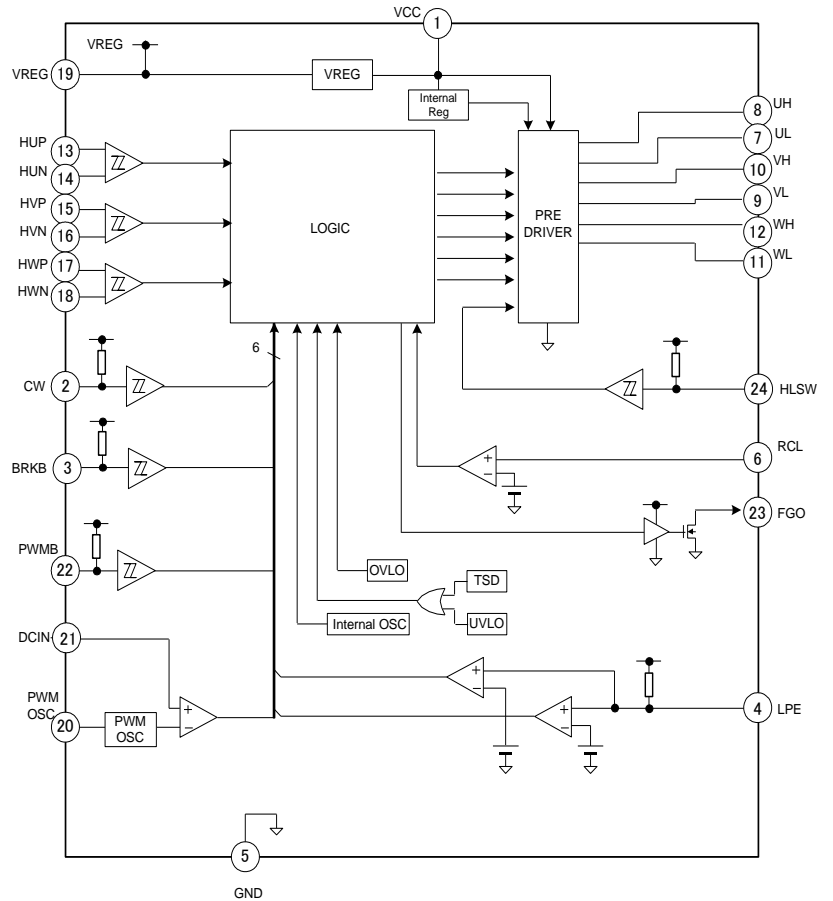 VCC
1
VREG
VREG
19
VREG
Internal
Reg
HUP
13
HUN
14
HVP
15
HVN
16
HWP
17
HWN
18
LOGIC
PRE
DRIVER
8
UH
7
UL
10
VH
9
VL
12
WH
11
WL
6
CW
2
24
HLSW
BRKB
3
+
-
6
RCL
23
FGO
PWMB
22
OVLO
TSD
Internal OSC
UVLO
DCIN
21
PWM
OSC
20
PWM
OSC
+
-
+
-
+
-
4
LPE
5
GND